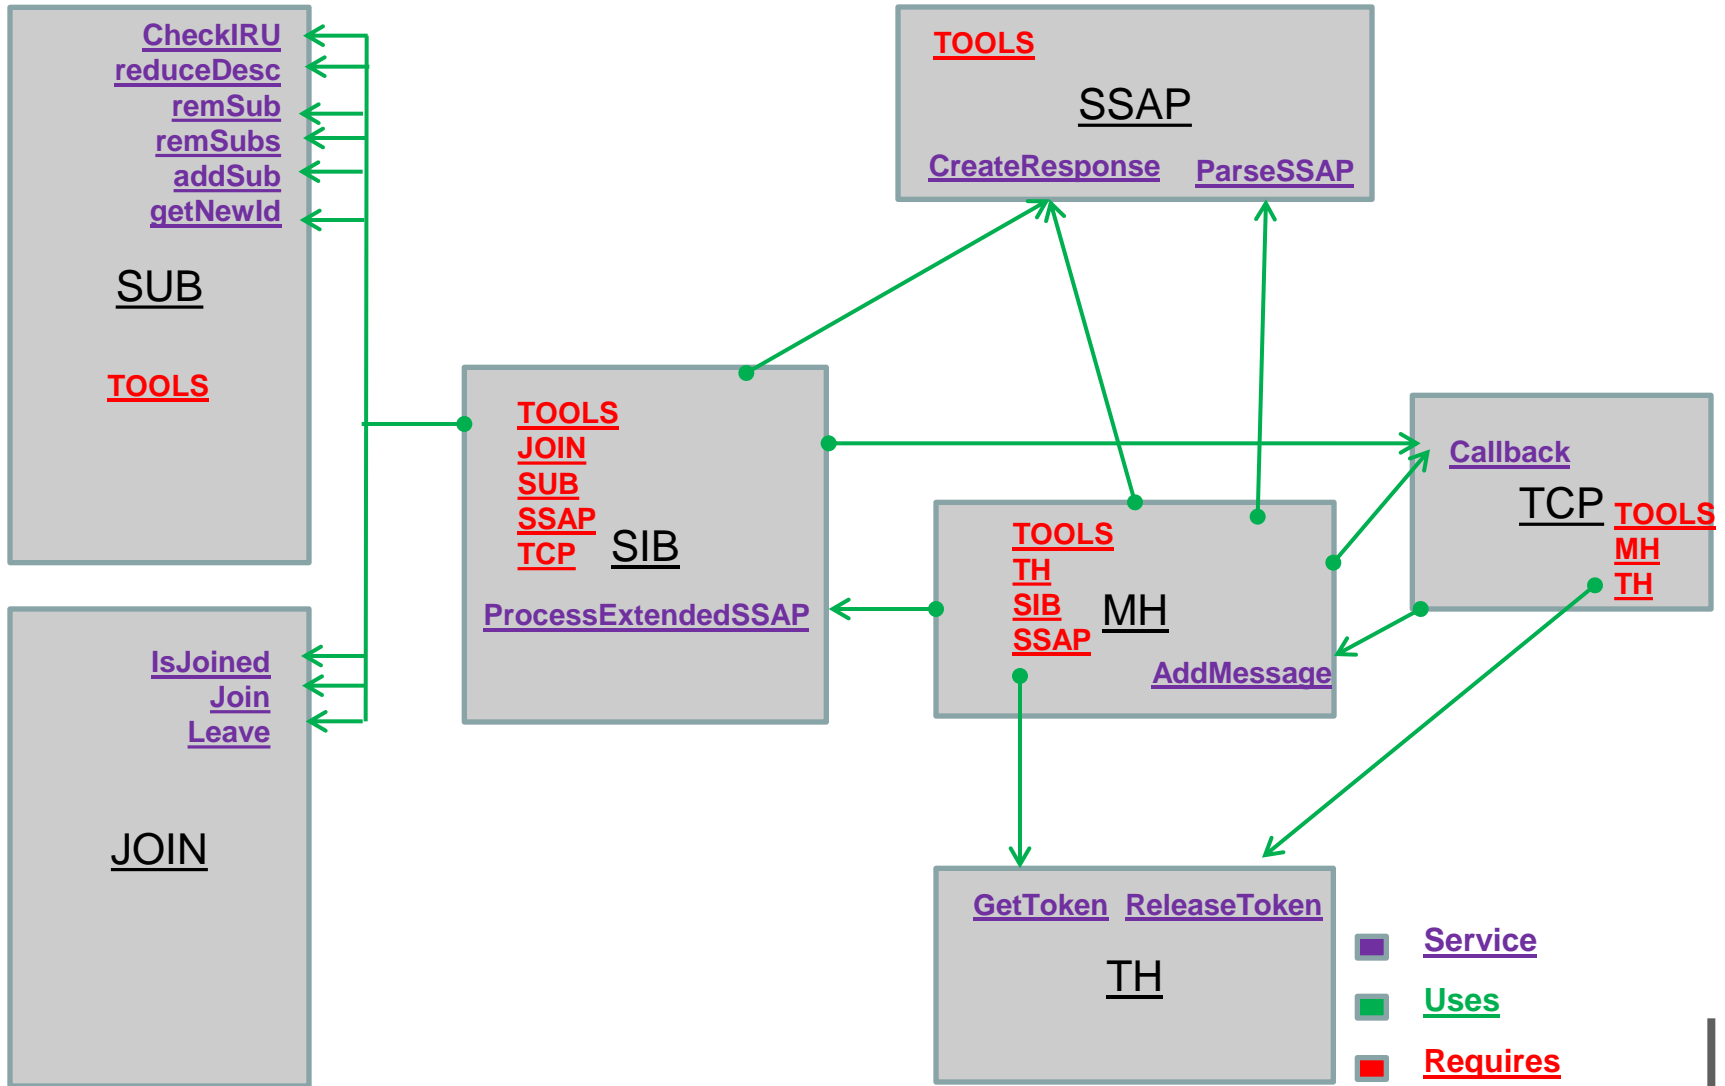 CheckIRU
reduceDesc
remSub
remSubs
addSub
getNewId
SUB
TOOLS
TOOLS
SSAP
CreateResponse ParseSSAP
TOOLS
JOIN
SUB
SSAP
TCP
SIB
ProcessExtendedSSAP
TOOLS
TH
SIB
SSAP
MH
AddMessage
Callback
TCP
TOOLS
MH
TH
IsJoined
Join
Leave
JOIN
GetToken ReleaseToken
TH
Service
Uses
Requires